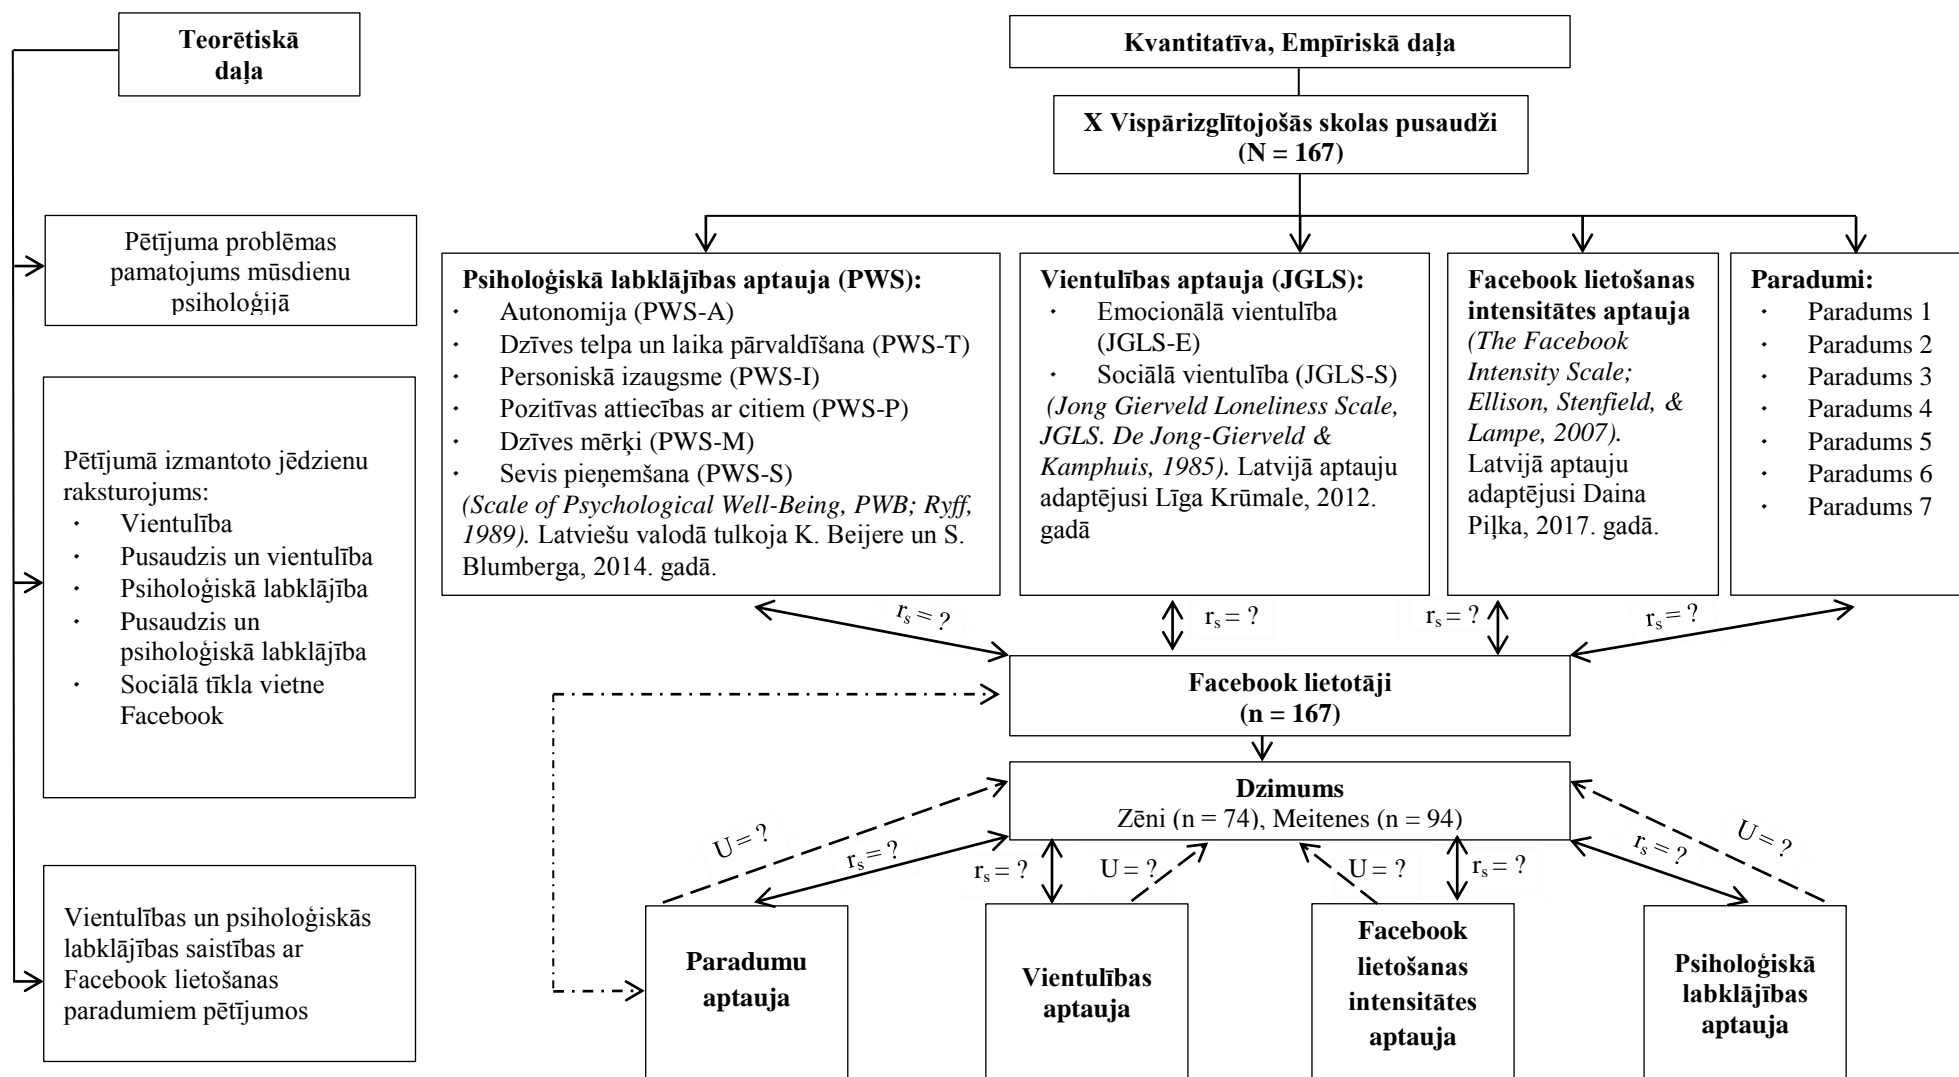 Teorētiskā
daļa
Pētījuma problēmas
pamatojums mūsdienu
psiholoģijā
Pētījumā izmantoto jēdzienu
raksturojums:
· Vientulība
· Pusaudzis un vientulība
· Psiholoģiskā labklājība
· Pusaudzis un
psiholoģiskā labklājība
· Sociālā tīkla vietne
Facebook
Vientulības un psiholoģiskās
labklājības saistības ar
Facebook lietošanas
paradumiem pētījumos
Kvantitatīva, Empīriskā daļa
X Vispārizglītojošās skolas pusaudži
(N = 167)
Psiholoģiskā labklājības aptauja (PWS):
· Autonomija (PWS-A)
· Dzīves telpa un laika pārvaldīšana (PWS-T)
· Personiskā izaugsme (PWS-I)
· Pozitīvas attiecības ar citiem (PWS-P)
· Dzīves mērķi (PWS-M)
· Sevis pieņemšana (PWS-S)
(Scale of Psychological Well-Being, PWB; Ryff,
1989). Latviešu valodā tulkoja K. Beijere un S.
Blumberga, 2014. gadā.
Vientulības aptauja (JGLS):
· Emocionālā vientulība
(JGLS-E)
· Sociālā vientulība (JGLS-S)
(Jong Gierveld Loneliness Scale,
JGLS. De Jong-Gierveld &
Kamphuis, 1985). Latvijā aptauju
adaptējusi Līga Krūmale, 2012.
gadā
Facebook lietošanas
intensitātes aptauja
(The Facebook
Intensity Scale;
Ellison, Stenfield, &
Lampe, 2007).
Latvijā aptauju
adaptējusi Daina
Piļka, 2017. gadā.
Paradumi:
· Paradums 1
· Paradums 2
· Paradums 3
· Paradums 4
· Paradums 5
· Paradums 6
· Paradums 7
rs = ?
rs = ?
rs = ?
rs = ?
Facebook lietotāji
(n = 167)
Dzimums
Zēni (n = 74), Meitenes (n = 94)
U = ?
rs = ?
rs = ?
U = ?
U = ?
rs = ?
rs = ?
U = ?
Paradumu
aptauja
Vientulības
aptauja
Facebook
lietošanas
intensitātes
aptauja
Psiholoģiskā
labklājības
aptauja